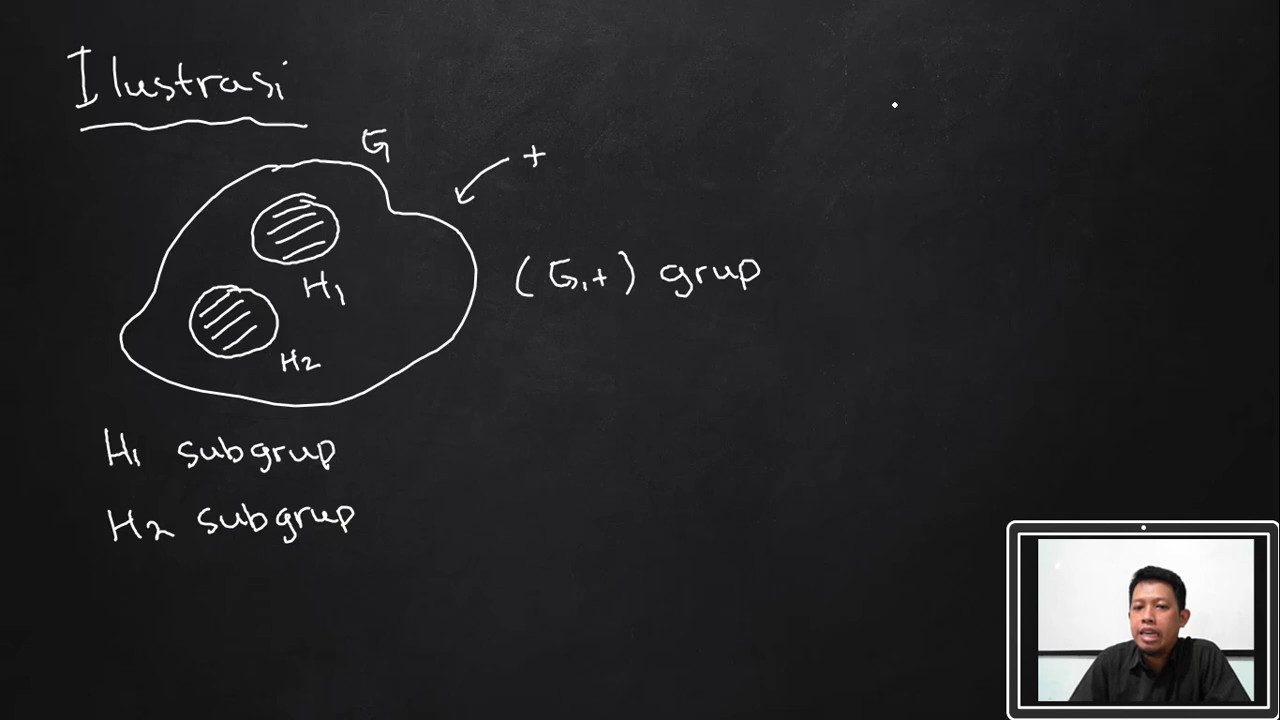 Ilustrasi
G
+
H1
(G,+) grup
H2
H1 subgrup
H2 subgrup